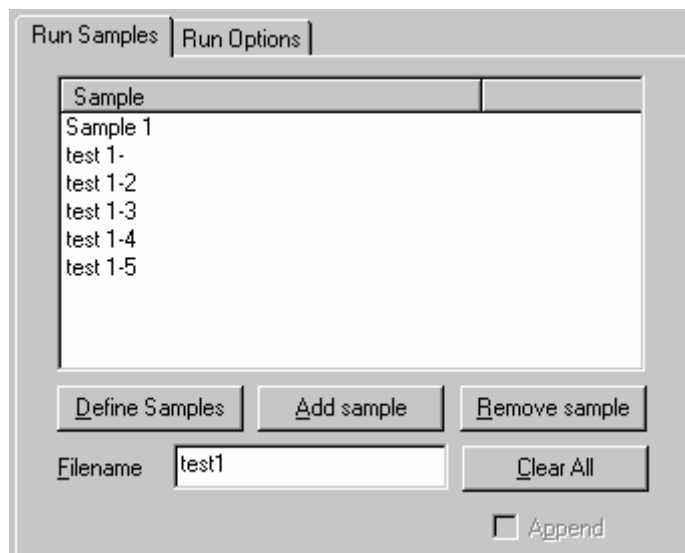 Run Samples
Run Options
Sample
Sample 1
test 1-
test 1-2
test 1-3
test 1-4
test 1-5
Define Samples
Add sample
Remove sample
Filename
test1
Clear All
Append